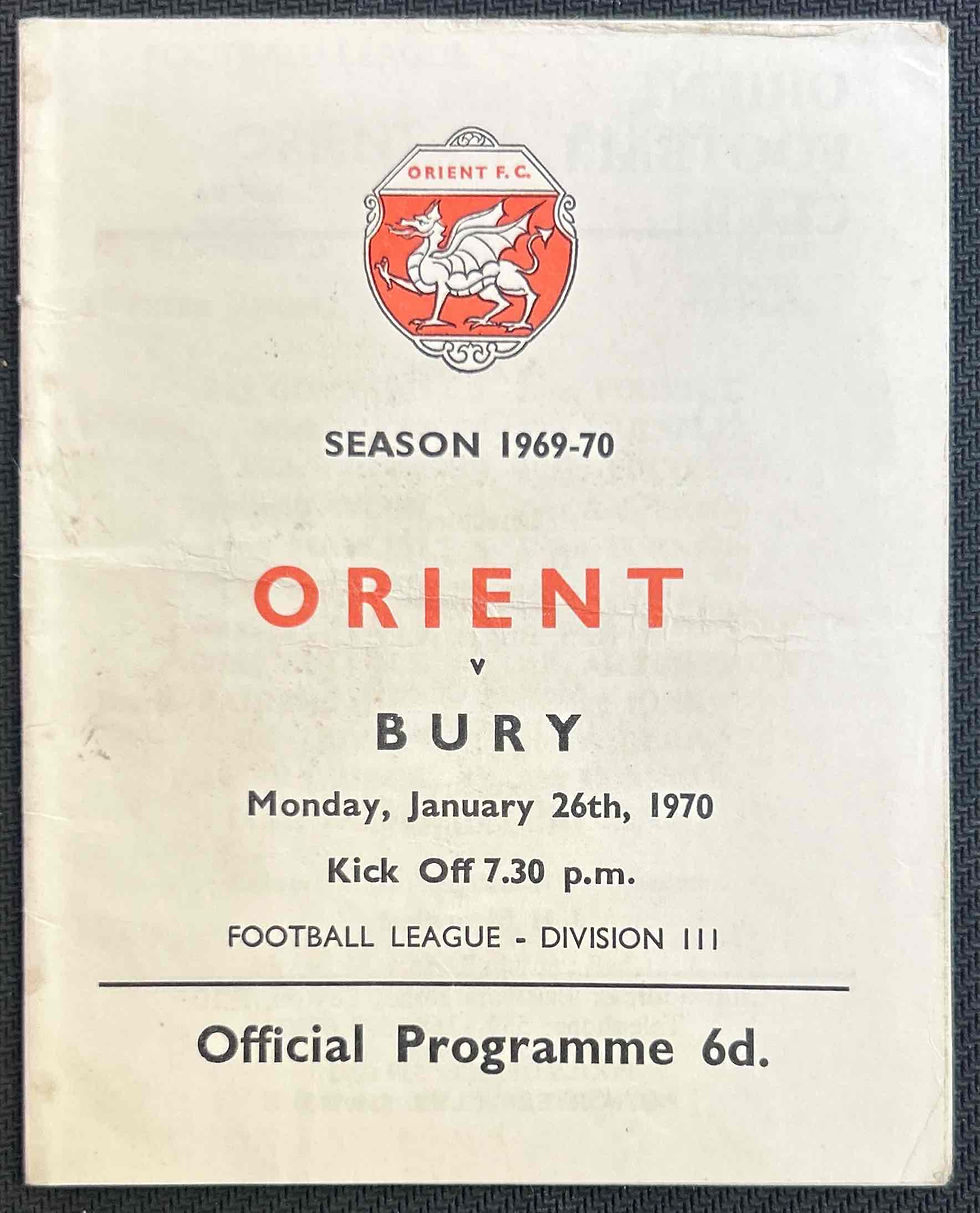 ORIENT F.C.
SEASON 1969-70
ORIENT
v
BURY
Monday, January 26th, 1970
Kick Off 7.30 p.m.
FOOTBALL LEAGUE - DIVISION III
Official Programme 6d.